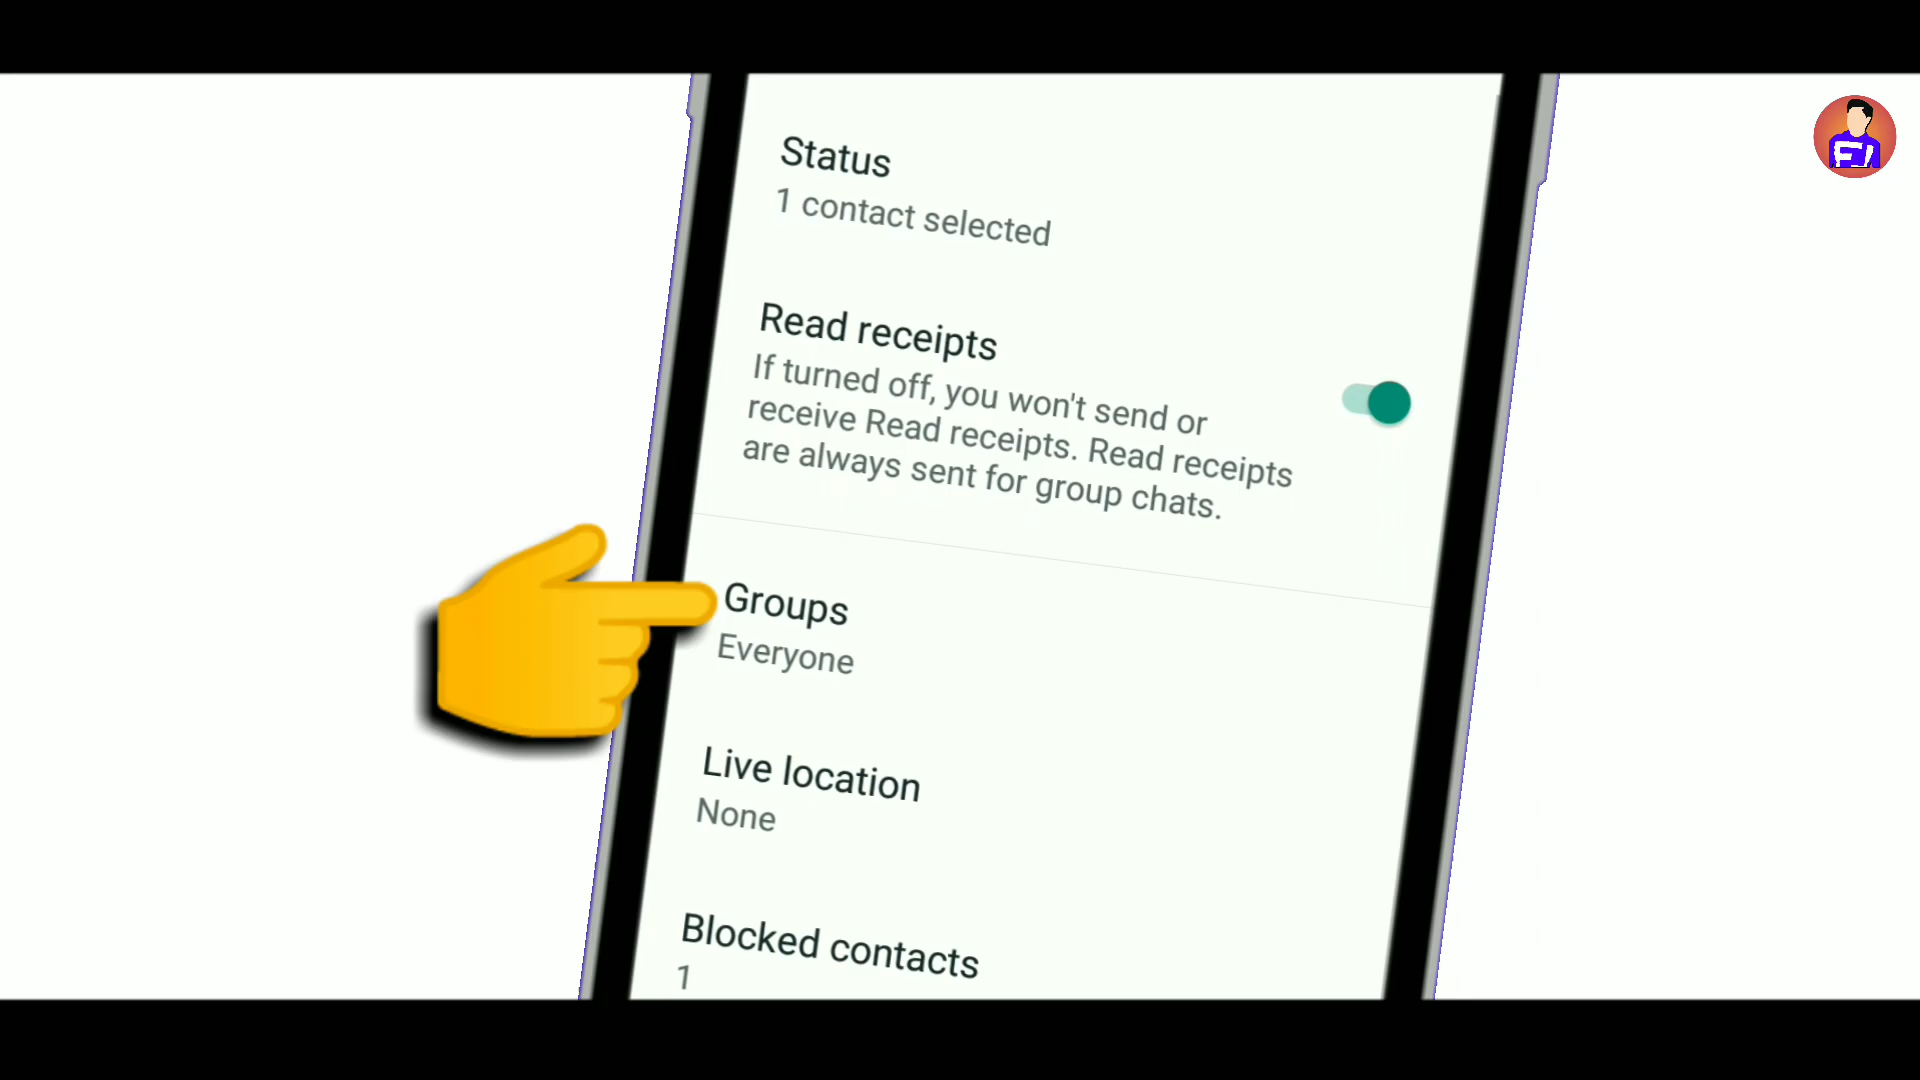 Status
1 contact selected
Read receipts
If turned off, you won't send or
receive Read receipts. Read receipts
are always sent for group chats.
Groups
Everyone
Live location
None
Blocked contacts
1
FJ